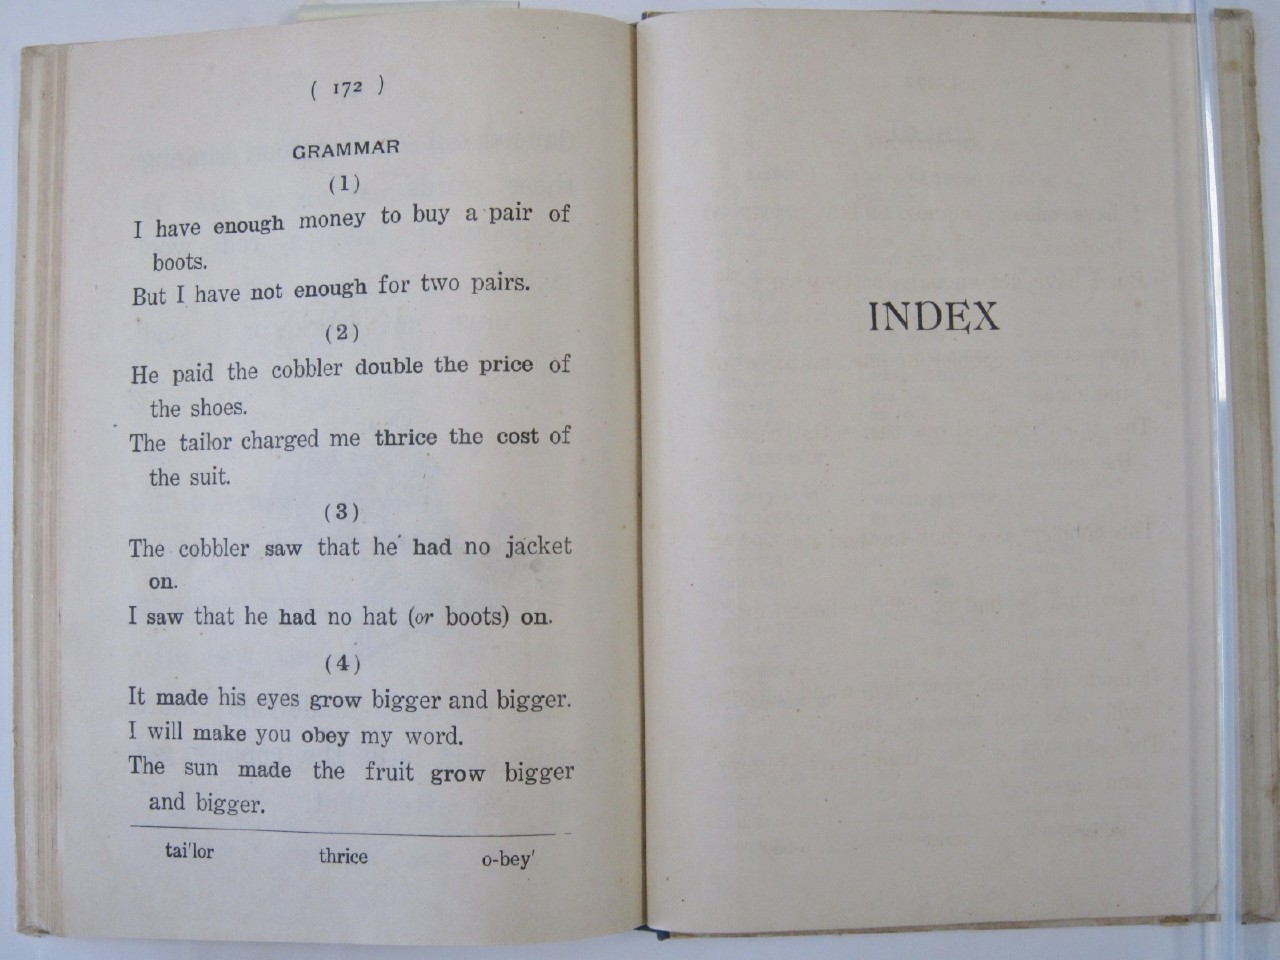 ( 172 )
GRAMMAR
(1)
I have enough money to buy a pair of
boots.
But I have not enough for two pairs.
(2)
He paid the cobbler double the price of
the shoes.
The tailor charged me thrice the cost of
the suit.
(3)
The cobbler saw that he had no jacket
on.
I saw that he had no hat (or boots) on.
(4)
It made his eyes grow bigger and bigger.
I will make you obey my word.
The sun made the fruit grow bigger
and bigger.
tai'lor thrice o-bey'
INDEX